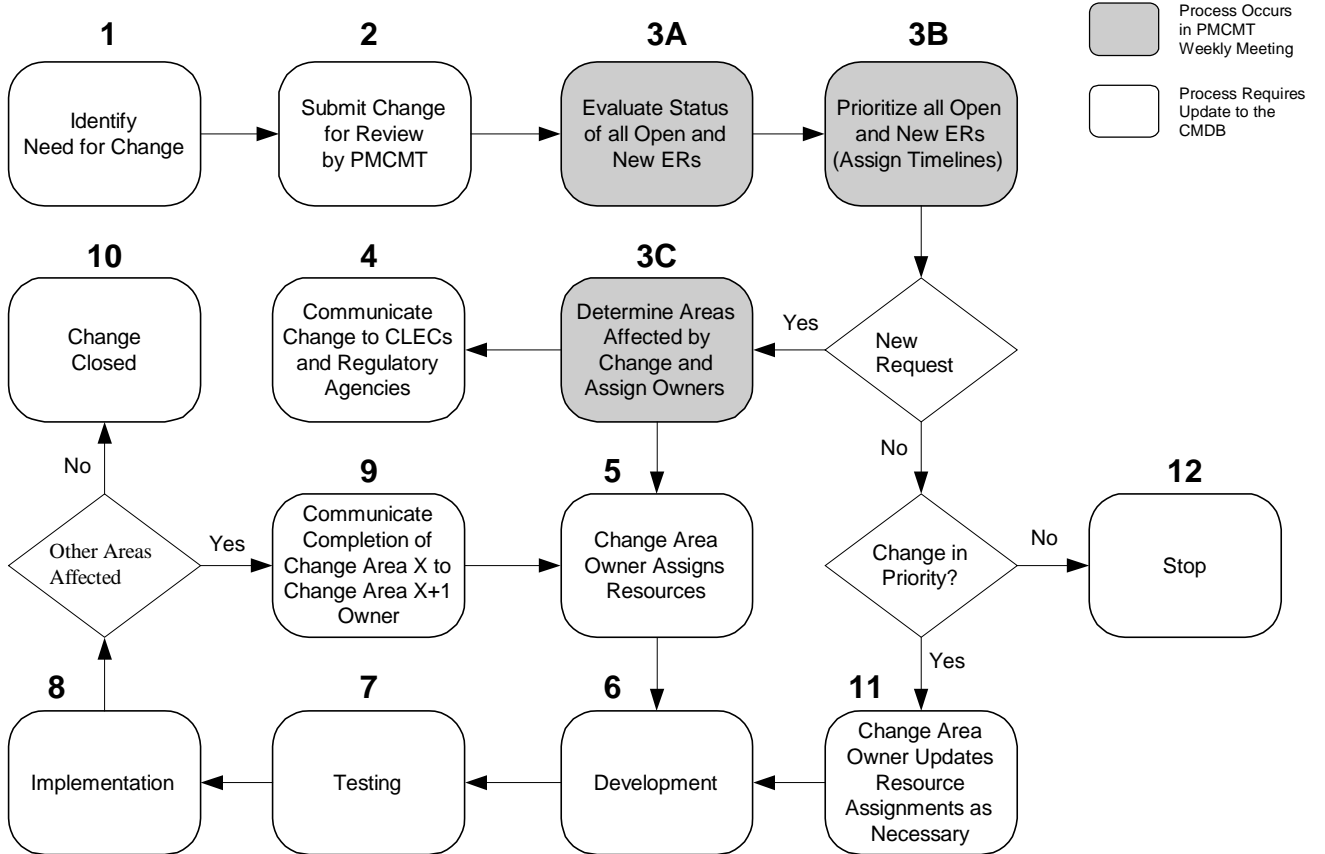 1
2
3A
3B
Process Occurs
in PMCMT
Weekly Meeting
Process Requires
Update to the
CMDB
Identify
Need for Change
Submit Change
for Review
by PMCMT
Evaluate Status
of all Open and
New ERs
Prioritize all Open
and New ERs
(Assign Timelines)
10
4
3C
Change
Closed
Communicate
Change to CLECs
and Regulatory
Agencies
Determine Areas
Affected by
Change and
Assign Owners
Yes
New
Request
No
No
9
5
12
Other Areas
Affected
Yes
Communicate
Completion of
Change Area X to
Change Area X+1
Owner
Change Area
Owner Assigns
Resources
Change in
Priority?
No
Stop
Yes
8
7
6
11
Implementation
Testing
Development
Change Area
Owner Updates
Resource
Assignments as
Necessary